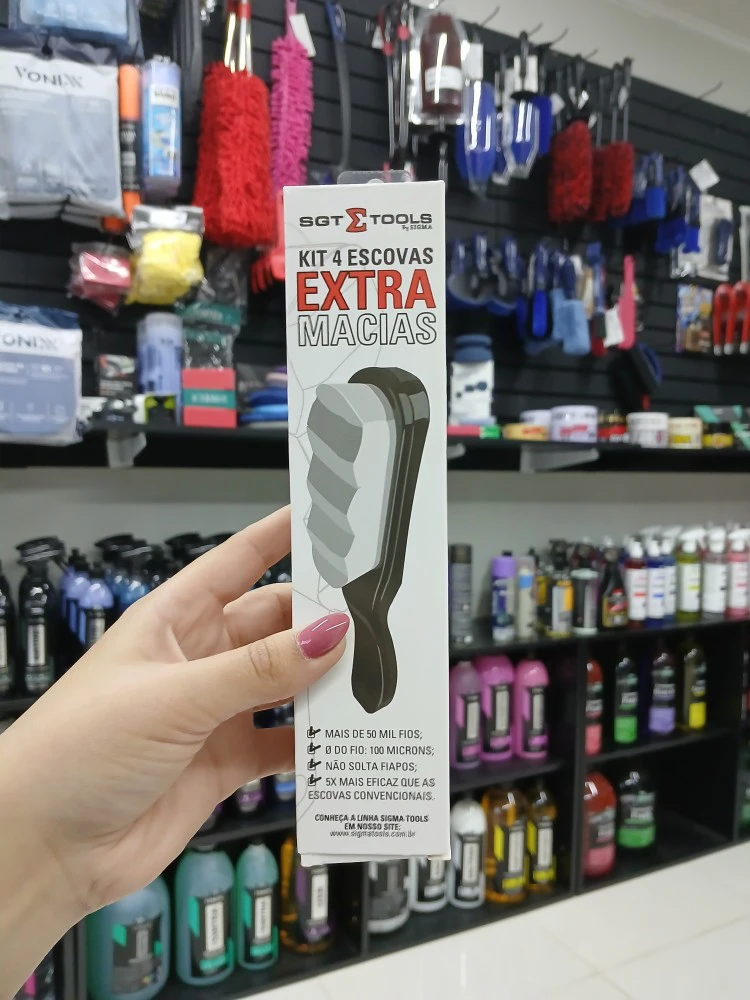 VONIXX
SGT Σ TOOLS
By SIGMA
KIT 4 ESCOVAS
EXTRA
MACIAS
MAIS DE 50 MIL FIOS;
Ø DO FIO: 100 MICRONS;
NÃO SOLTA FIAPOS;
5X MAIS EFICAZ QUE AS
ESCOVAS CONVENCIONAIS.
CONHEÇA A LINHA SIGMA TOOLS
EM NOSSO SITE:
www.sigmatools.com.br